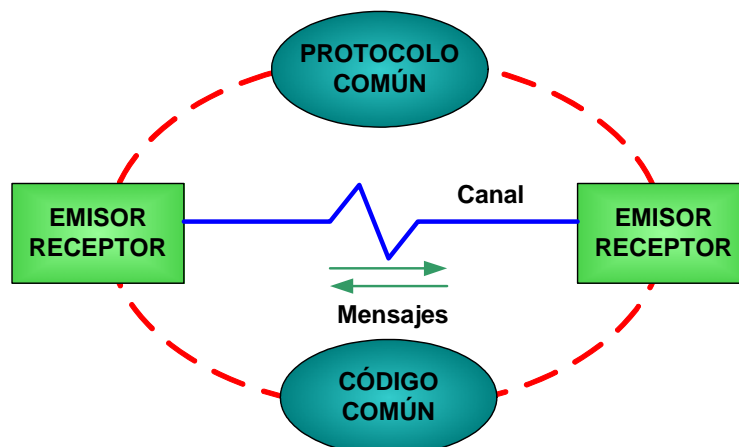 PROTOCOLO
COMÚN
Canal
EMISOR
RECEPTOR
EMISOR
RECEPTOR
Mensajes
CÓDIGO
COMÚN